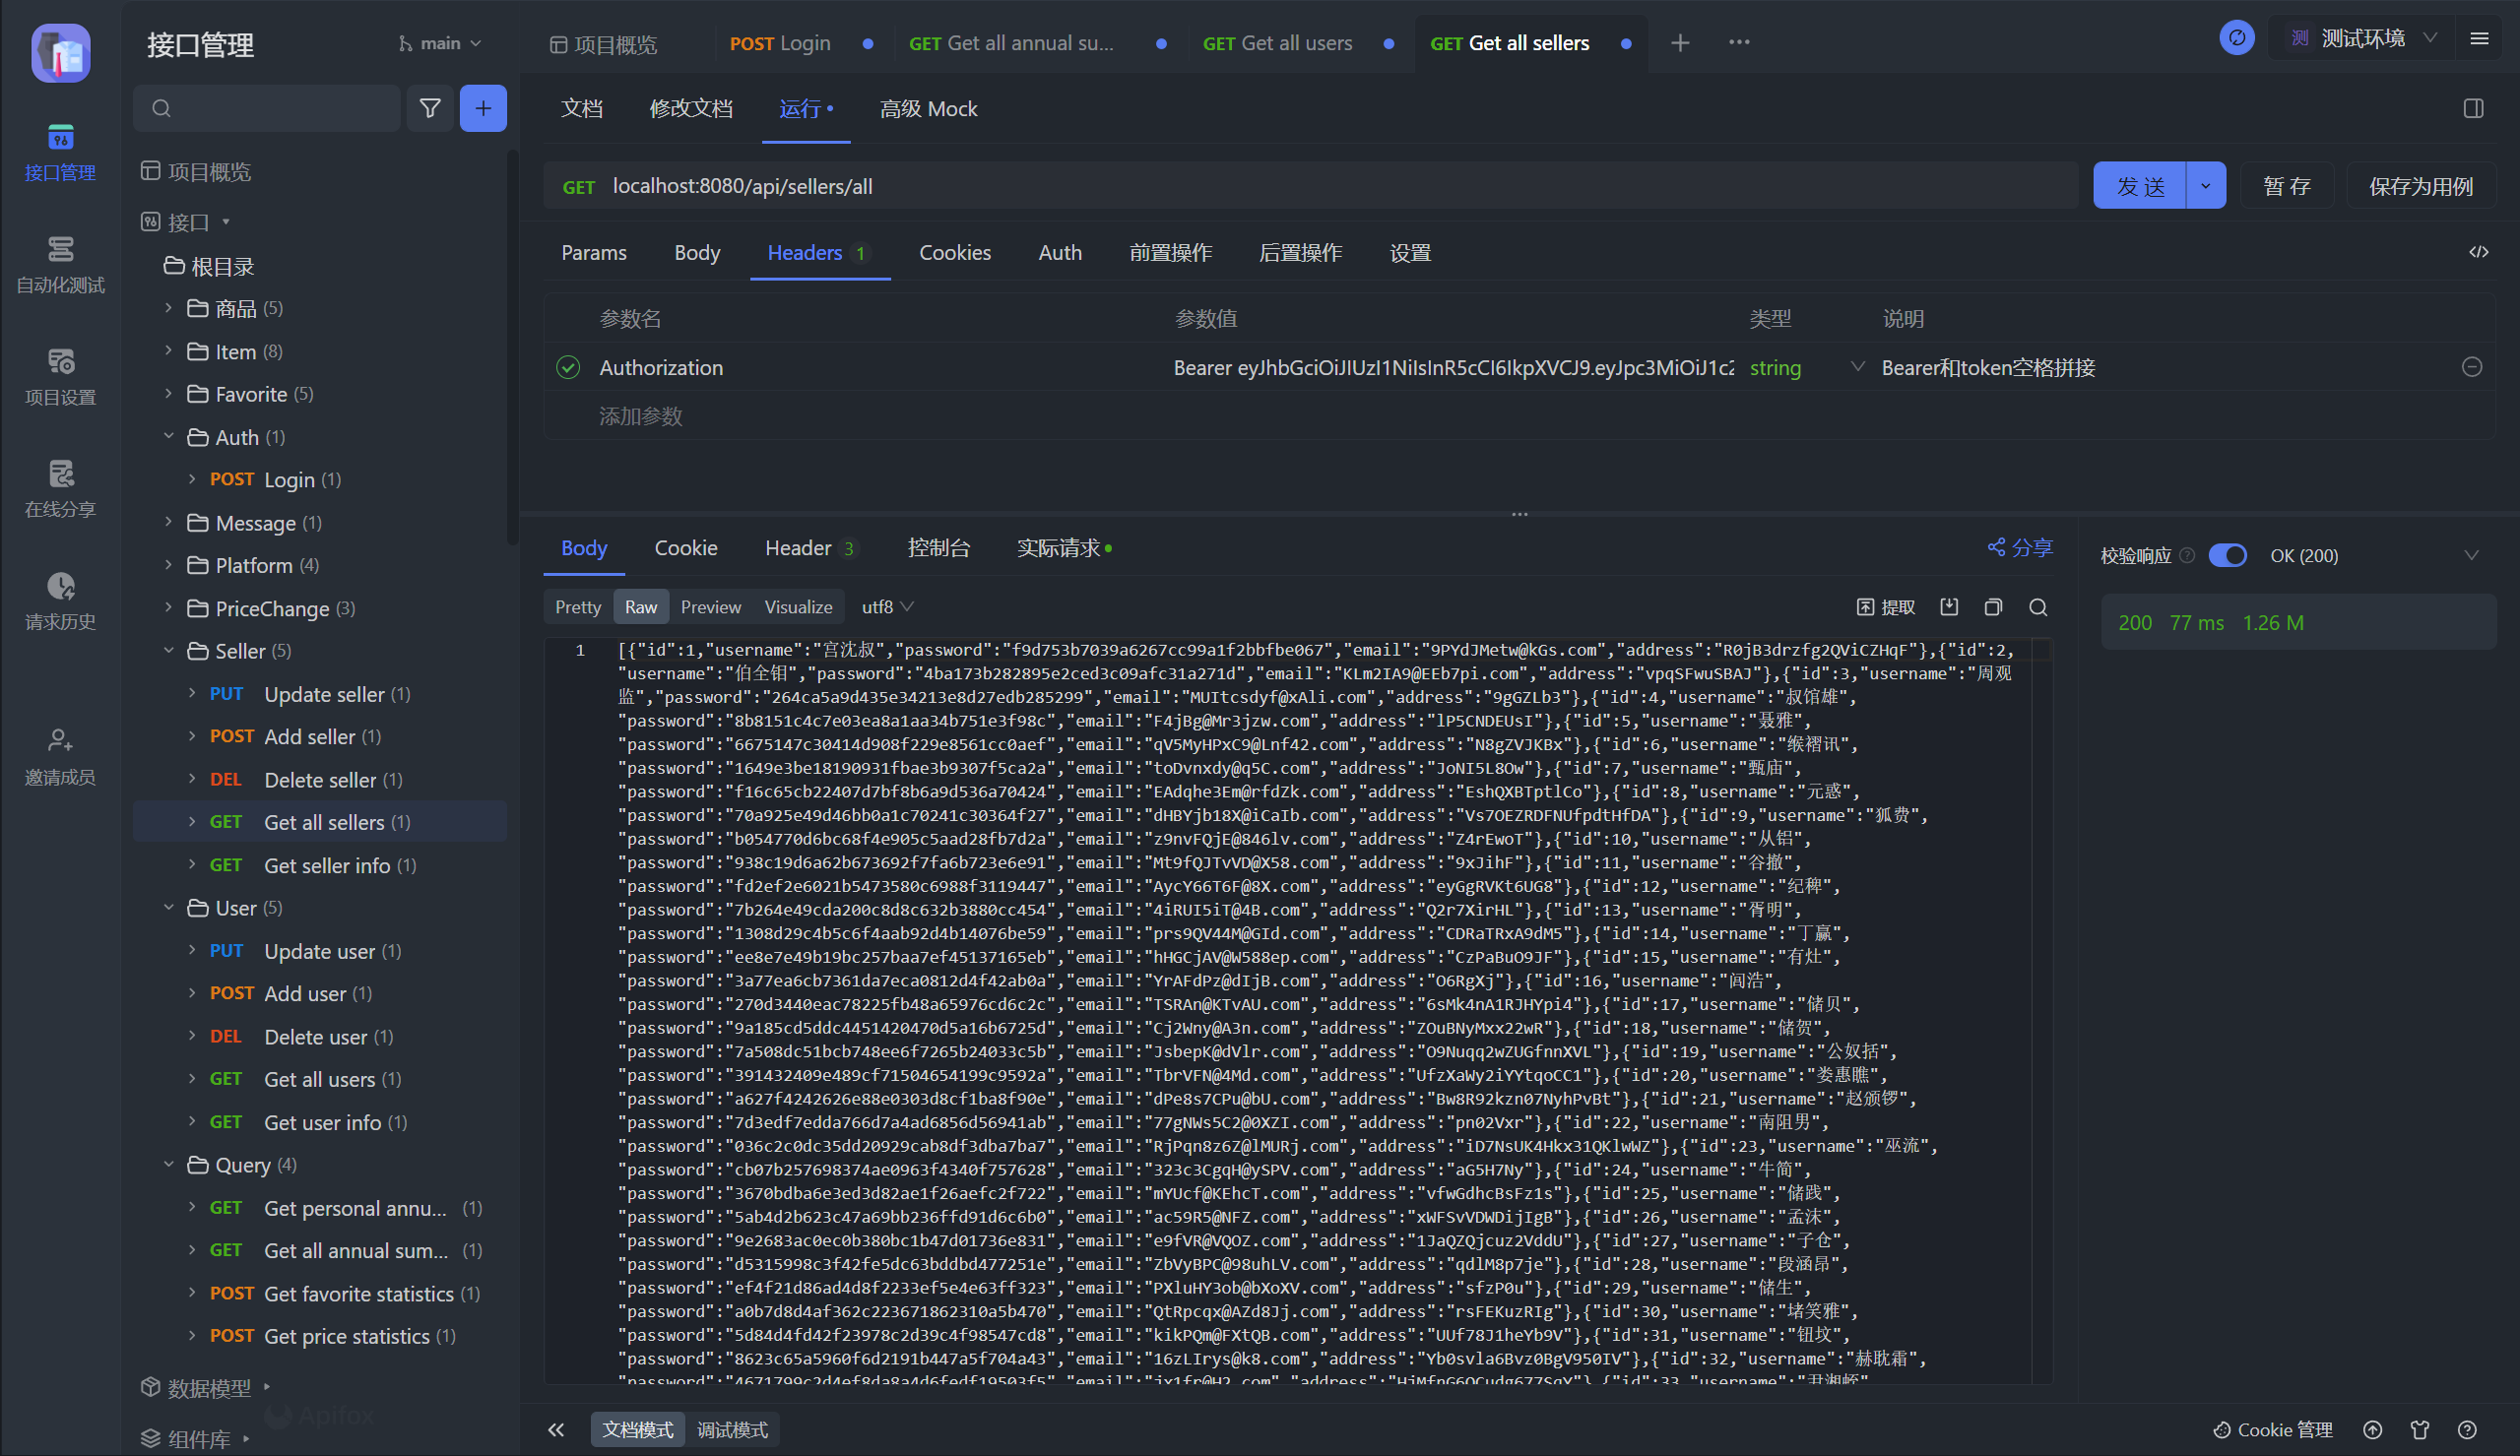 接口管理
main
项目概览
POST Login
GET Get all annual su...
GET Get all users
GET Get all sellers
测 测试环境
接口管理
自动化测试
项目设置
在线分享
请求历史
邀请成员
项目概览
接口
根目录
商品 (5)
Item (8)
Favorite (5)
Auth (1)
POST Login (1)
Message (1)
Platform (4)
PriceChange (3)
Seller (5)
PUT Update seller (1)
POST Add seller (1)
DEL Delete seller (1)
GET Get all sellers (1)
GET Get seller info (1)
User (5)
PUT Update user (1)
POST Add user (1)
DEL Delete user (1)
GET Get all users (1)
GET Get user info (1)
Query (4)
GET Get personal annu... (1)
GET Get all annual sum... (1)
POST Get favorite statistics (1)
POST Get price statistics (1)
数据模型
Apifox
组件库
文档 修改文档 运行 高级 Mock
GET localhost:8080/api/sellers/all
发 送 暂 存 保存为用例
Params Body Headers 1 Cookies Auth 前置操作 后置操作 设置
参数名 参数值 类型 说明
Authorization Bearer eyJhbGciOiJIUzI1NiIsInR5cCI6IkpXVCJ9.eyJpc3MiOiJ1c2 string Bearer和token空格拼接
添加参数
Body Cookie Header 3 控制台 实际请求
分享
校验响应 OK (200)
Pretty Raw Preview Visualize utf8
提取
200 77 ms 1.26 M
1 [{"id":1,"username":"宫沈叔","password":"f9d753b7039a6267cc99a1f2bbfbe067","email":"9PYdJMetw@kGs.com","address":"R0jB3drzfg2QViCZHqF"},{"id":2,
"username":"伯全钼","password":"4ba173b282895e2ced3c09afc31a271d","email":"KLm2IA9@EEb7pi.com","address":"vpqSFwuSBAJ"},{"id":3,"username":"周观
监","password":"264ca5a9d435e34213e8d27edb285299","email":"MUItcsdyf@xAli.com","address":"9gGZLb3"},{"id":4,"username":"叔馆雄",
"password":"8b8151c4c7e03ea8a1aa34b751e3f98c","email":"F4jBg@Mr3jzw.com","address":"lP5CNDEUsI"},{"id":5,"username":"聂雅",
"password":"6675147c30414d908f229e8561cc0aef","email":"qV5MyHPxC9@Lnf42.com","address":"N8gZVJKBx"},{"id":6,"username":"缑褶讯",
"password":"1649e3be18190931fbae3b9307f5ca2a","email":"toDvnxdy@q5C.com","address":"JoNI5L8Ow"},{"id":7,"username":"甄庙",
"password":"f16c65cb22407d7bf8b6a9d536a70424","email":"EAdqhe3Em@rfdZk.com","address":"EshQXBTptlCo"},{"id":8,"username":"元惑",
"password":"70a925e49d46bb0a1c70241c30364f27","email":"dHBYjb18X@iCaIb.com","address":"Vs7OEZRDFNUfpdtHfDA"},{"id":9,"username":"狐费",
"password":"b054770d6bc68f4e905c5aad28fb7d2a","email":"z9nvFQjE@846lv.com","address":"Z4rEwoT"},{"id":10,"username":"从铝",
"password":"938c19d6a62b673692f7fa6b723e6e91","email":"Mt9fQJTvVD@X58.com","address":"9xJihF"},{"id":11,"username":"谷撤",
"password":"fd2ef2e6021b5473580c6988f3119447","email":"AycY66T6F@8X.com","address":"eyGgRVKt6UG8"},{"id":12,"username":"纪稗",
"password":"7b264e49cda200c8d8c632b3880cc454","email":"4iRUI5iT@4B.com","address":"Q2r7XirHL"},{"id":13,"username":"胥明",
"password":"1308d29c4b5c6f4aab92d4b14076be59","email":"prs9QV44M@GId.com","address":"CDRaTRxA9dM5"},{"id":14,"username":"丁赢",
"password":"ee8e7e49b19bc257baa7ef45137165eb","email":"hHGCjAV@W588ep.com","address":"CzPaBuO9JF"},{"id":15,"username":"有灶",
"password":"3a77ea6cb7361da7eca0812d4f42ab0a","email":"YrAFdPz@dIjB.com","address":"O6RgXj"},{"id":16,"username":"闾浩",
"password":"270d3440eac78225fb48a65976cd6c2c","email":"TSRAn@KTvAU.com","address":"6sMk4nA1RJHYpi4"},{"id":17,"username":"储贝",
"password":"9a185cd5ddc4451420470d5a16b6725d","email":"Cj2Wny@A3n.com","address":"ZOuBNyMxx22wR"},{"id":18,"username":"储贺",
"password":"7a508dc51bcb748ee6f7265b24033c5b","email":"JsbepK@dVlr.com","address":"O9Nuqq2wZUGfnnXVL"},{"id":19,"username":"公奴括",
"password":"391432409e489cf71504654199c9592a","email":"TbrVFN@4Md.com","address":"UfzXaWy2iYYtqoCC1"},{"id":20,"username":"娄惠瞧",
"password":"a627f4242626e88e0303d8cf1ba8f90e","email":"dPe8s7CPu@bU.com","address":"Bw8R92kzn07NyhPvBt"},{"id":21,"username":"赵颁锣",
"password":"7d3edf7edda766d7a4ad6856d56941ab","email":"77gNWs5C2@0XZI.com","address":"pn02Vxr"},{"id":22,"username":"南阻男",
"password":"036c2c0dc35dd20929cab8df3dba7ba7","email":"RjPqn8z6Z@lMURj.com","address":"iD7NsUK4Hkx31QKlwWZ"},{"id":23,"username":"巫流",
"password":"cb07b257698374ae0963f4340f757628","email":"323c3CgqH@ySPV.com","address":"aG5H7Ny"},{"id":24,"username":"牛简",
"password":"3670bdba6e3ed3d82ae1f26aefc2f722","email":"mYUcf@KEhcT.com","address":"vfwGdhcBsFz1s"},{"id":25,"username":"储践",
"password":"5ab4d2b623c47a69bb236ffd91d6c6b0","email":"ac59R5@NFZ.com","address":"xWFSvVDWDijIgB"},{"id":26,"username":"孟沫",
"password":"9e2683ac0ec0b380bc1b47d01736e831","email":"e9fVR@VQOZ.com","address":"1JaQZQjcuz2VddU"},{"id":27,"username":"子仓",
"password":"d5315998c3f42fe5dc63bddbd477251e","email":"ZbVyBPC@98uhLV.com","address":"qdlM8p7je"},{"id":28,"username":"段涵昂",
"password":"ef4f21d86ad4d8f2233ef5e4e63ff323","email":"PXluHY3ob@bXoXV.com","address":"sfzP0u"},{"id":29,"username":"储生",
"password":"a0b7d8d4af362c223671862310a5b470","email":"QtRpcqx@AZd8Jj.com","address":"rsFEKuzRIg"},{"id":30,"username":"堵笑雅",
"password":"5d84d4fd42f23978c2d39c4f98547cd8","email":"kikPQm@FXtQB.com","address":"UUf78J1heYb9V"},{"id":31,"username":"钮坟",
"password":"8623c65a5960f6d2191b447a5f704a43","email":"16zLIrys@k8.com","address":"Yb0svla6Bvz0BgV950IV"},{"id":32,"username":"赫耽霜",
"password":"4671799c2d4ef8da8a4d6fedf19503f5","email":"jx1fr@H2.com","address":"HjMfnG6OCudg677SqY"},{"id":33,"username":"尹湘蛭",
文档模式 调试模式
Cookie 管理